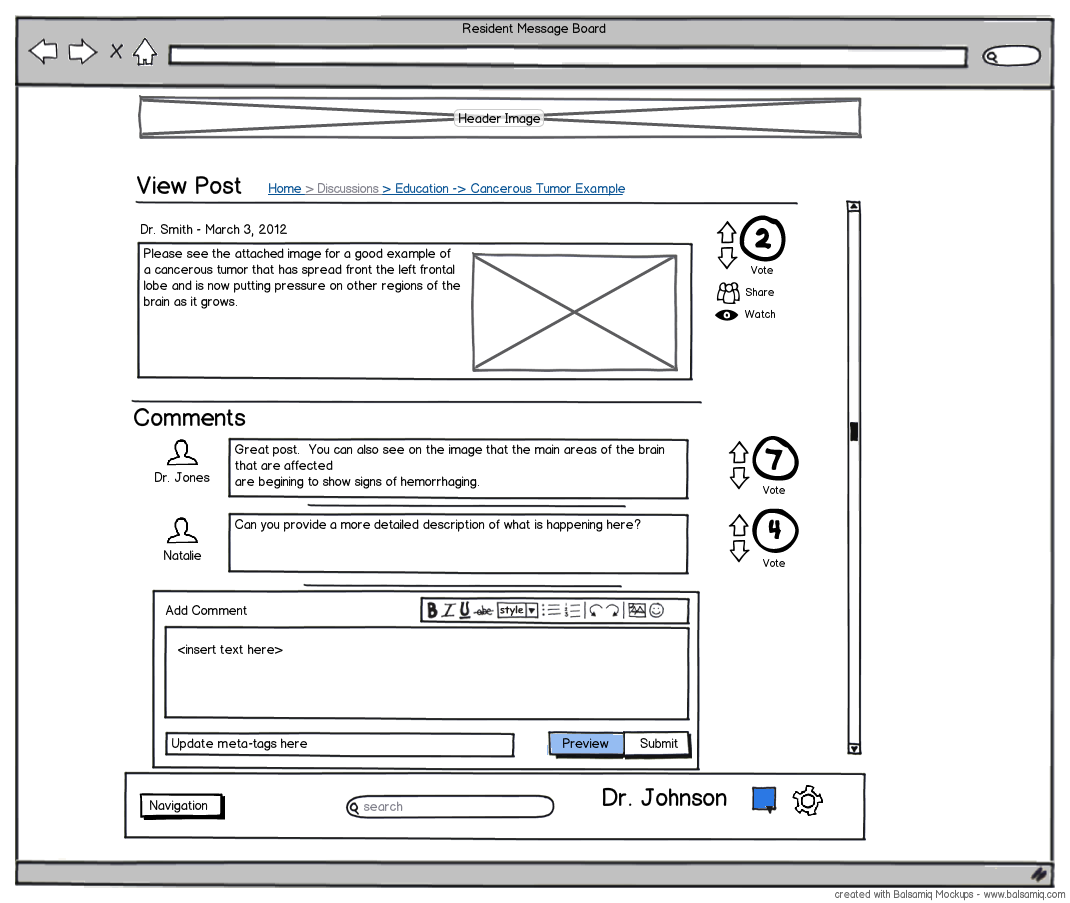 Resident Message Board
Header Image
View Post
Home > Discussions > Education -> Cancerous Tumor Example
Dr. Smith - March 3, 2012
Please see the attached image for a good example of
a cancerous tumor that has spread front the left frontal
lobe and is now putting pressure on other regions of the
brain as it grows.
2
Vote
Share
Watch
Comments
Dr. Jones
Great post.  You can also see on the image that the main areas of the brain
that are affected
are begining to show signs of hemorrhaging.
7
Vote
Natalie
Can you provide a more detailed description of what is happening here?
4
Vote
Add Comment
B I U abc style
<insert text here>
Update meta-tags here
Preview
Submit
Navigation
search
Dr. Johnson
created with Balsamiq Mockups - www.balsamiq.com